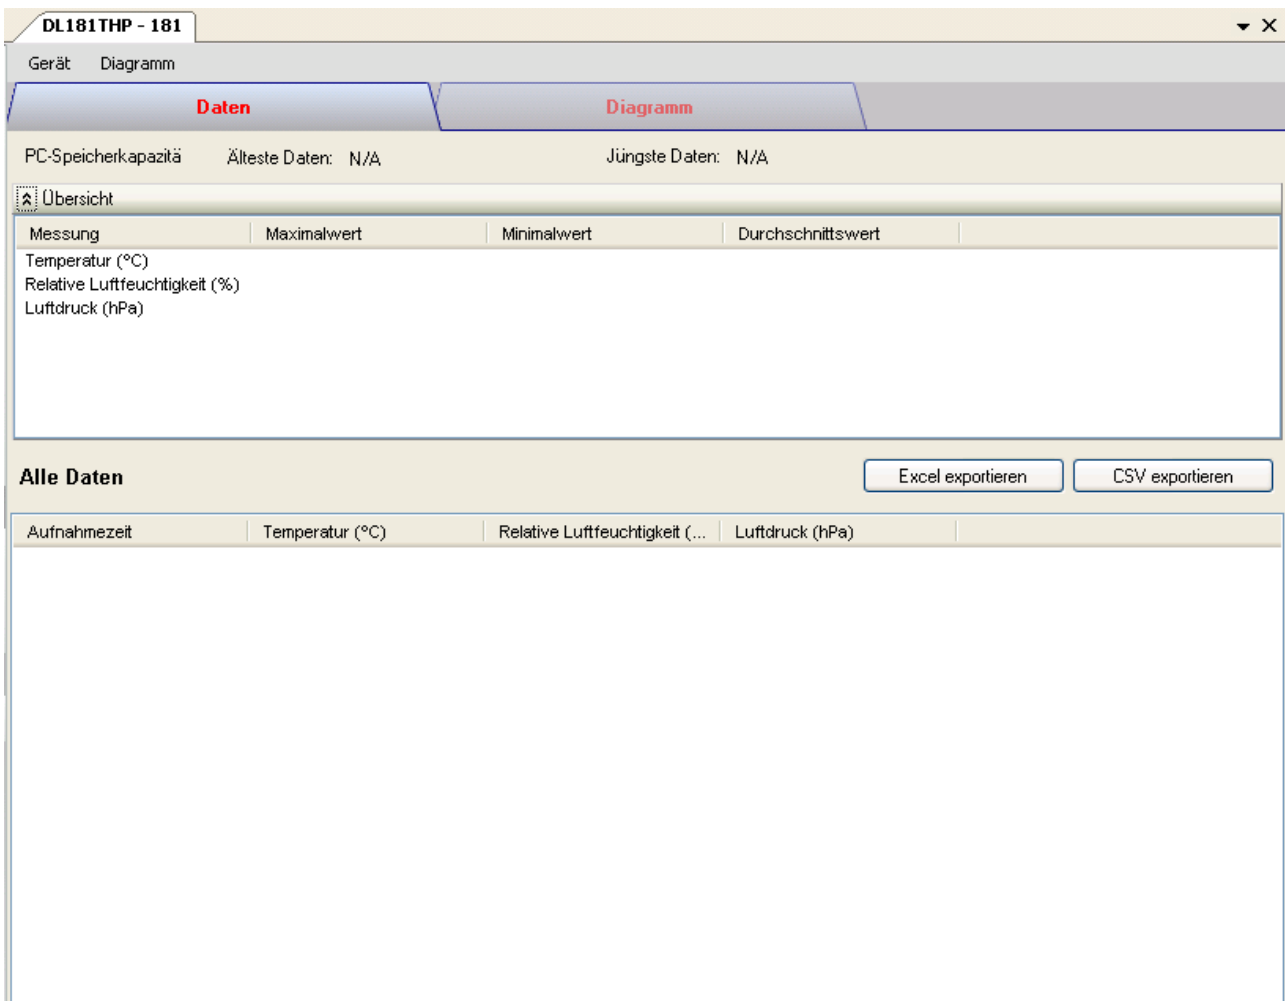 DL181THP - 181
Gerät Diagramm
Daten Diagramm
PC-Speicherkapazitä Älteste Daten: N/A Jüngste Daten: N/A
Übersicht
Messung Maximalwert Minimalwert Durchschnittswert
Temperatur (°C)
Relative Luftfeuchtigkeit (%)
Luftdruck (hPa)
Alle Daten Excel exportieren CSV exportieren
Aufnahmezeit Temperatur (°C) Relative Luftfeuchtigkeit (... Luftdruck (hPa)